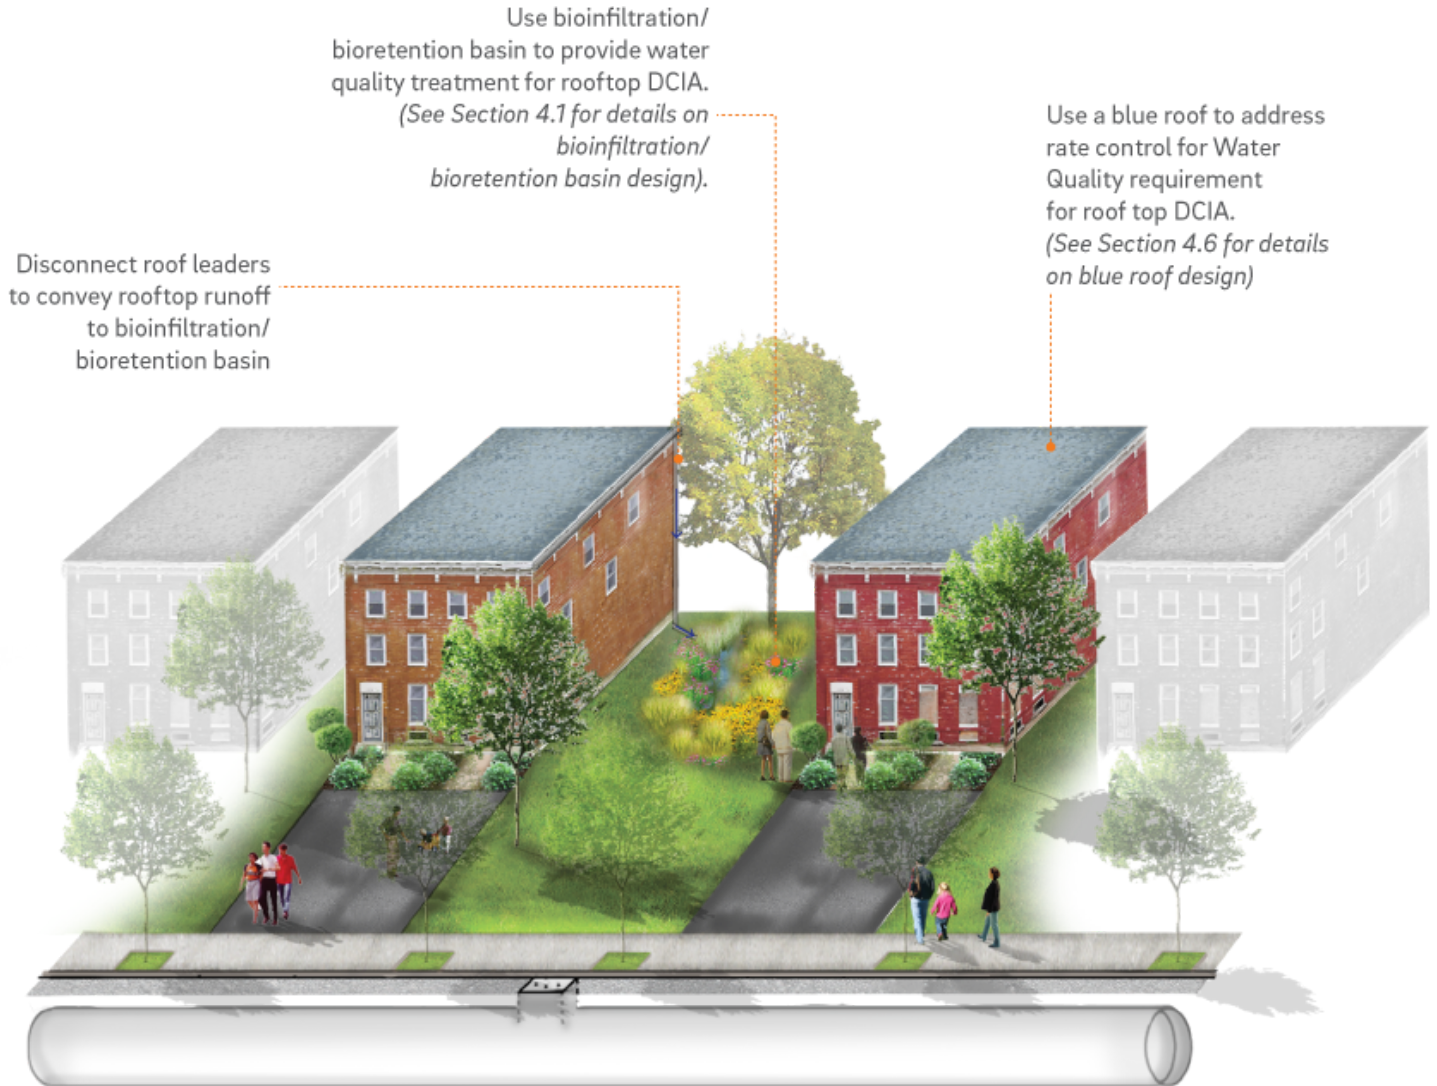 Use bioinfiltration/
bioretention basin to provide water
quality treatment for rooftop DCIA.
(See Section 4.1 for details on
bioinfiltration/
bioretention basin design).
Use a blue roof to address
rate control for Water
Quality requirement
for roof top DCIA.
(See Section 4.6 for details
on blue roof design)
Disconnect roof leaders
to convey rooftop runoff
to bioinfiltration/
bioretention basin